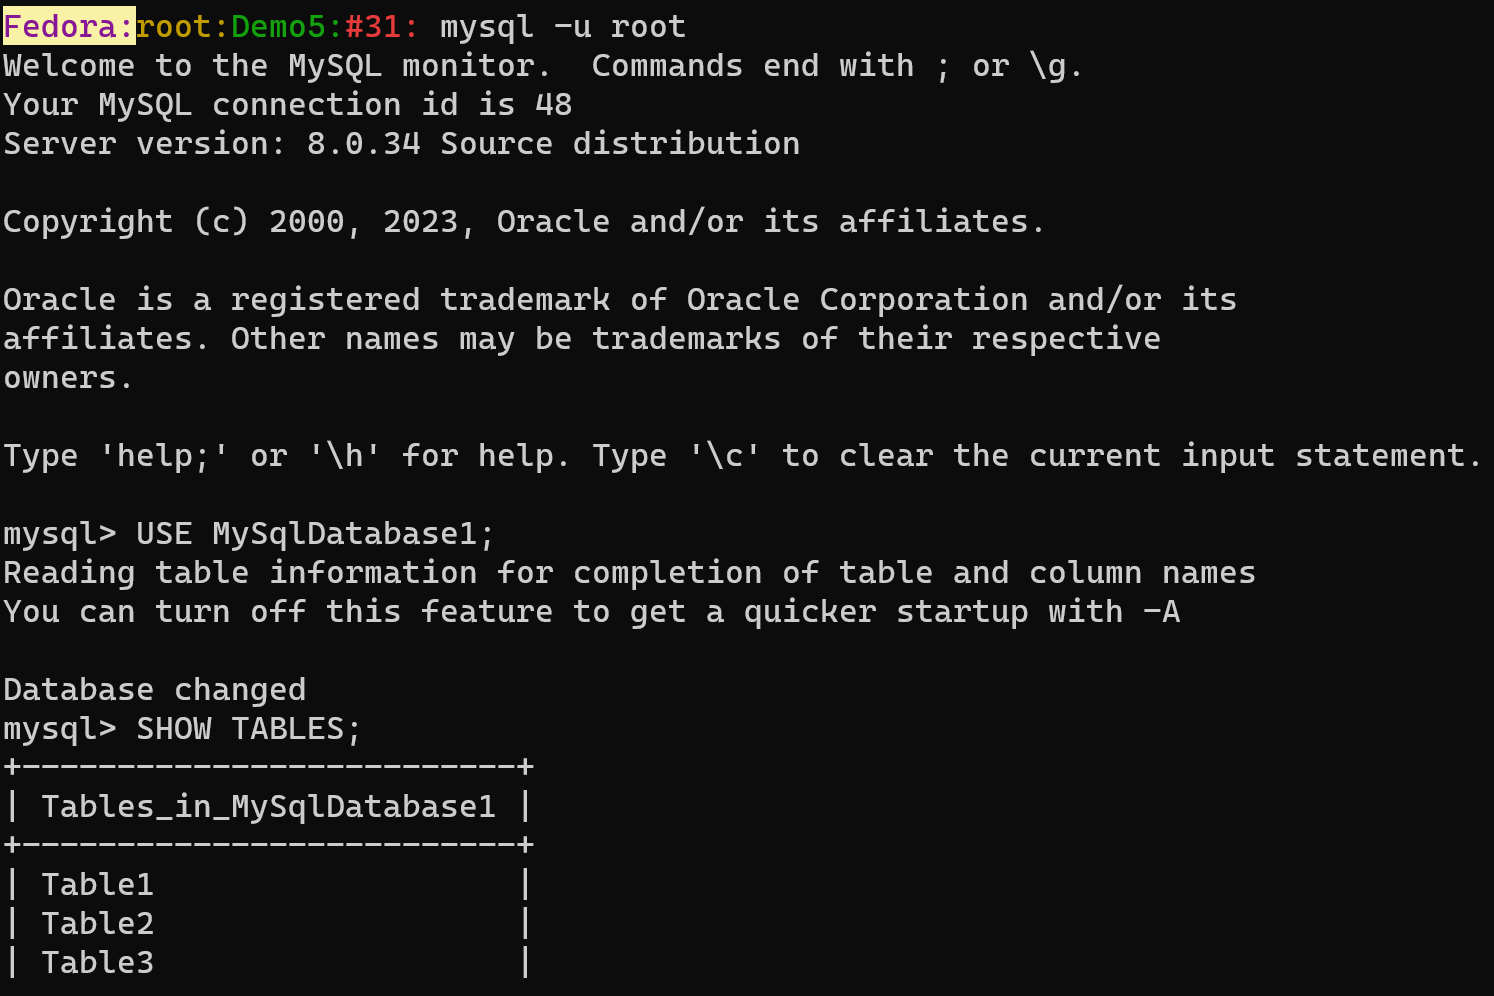 Fedora:root:Demo5:#31: mysql -u root
Welcome to the MySQL monitor.  Commands end with ; or \g.
Your MySQL connection id is 48
Server version: 8.0.34 Source distribution
Copyright (c) 2000, 2023, Oracle and/or its affiliates.
Oracle is a registered trademark of Oracle Corporation and/or its
affiliates. Other names may be trademarks of their respective
owners.
Type 'help;' or '\h' for help. Type '\c' to clear the current input statement.
mysql> USE MySqlDatabase1;
Reading table information for completion of table and column names
You can turn off this feature to get a quicker startup with -A
Database changed
mysql> SHOW TABLES;
+--------------------------+
| Tables_in_MySqlDatabase1 |
+--------------------------+
| Table1                   |
| Table2                   |
| Table3                   |